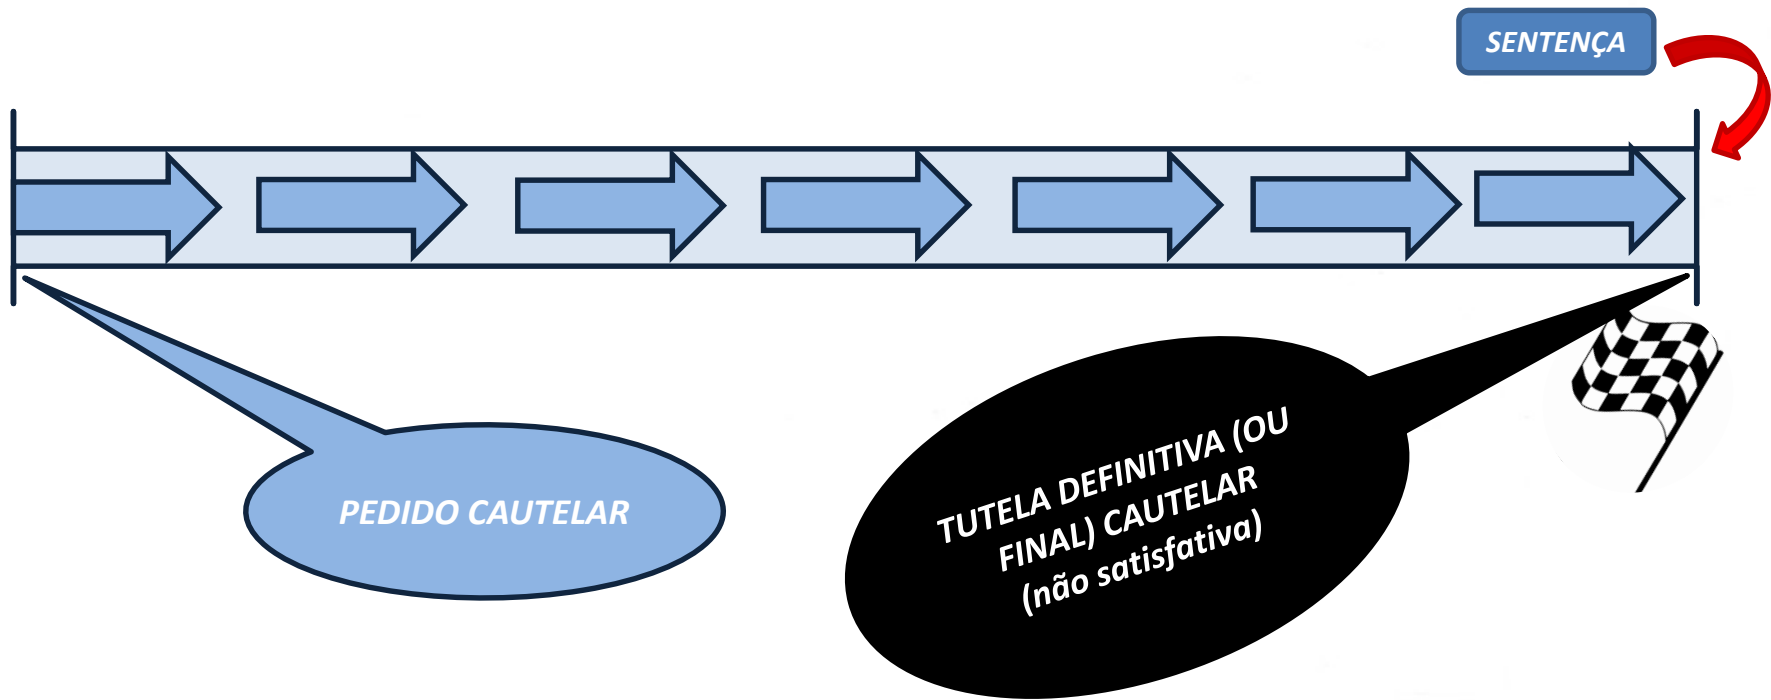 SENTENÇA
PEDIDO CAUTELAR
TUTELA DEFINITIVA (OU
FINAL) CAUTELAR
(não satisfativa)